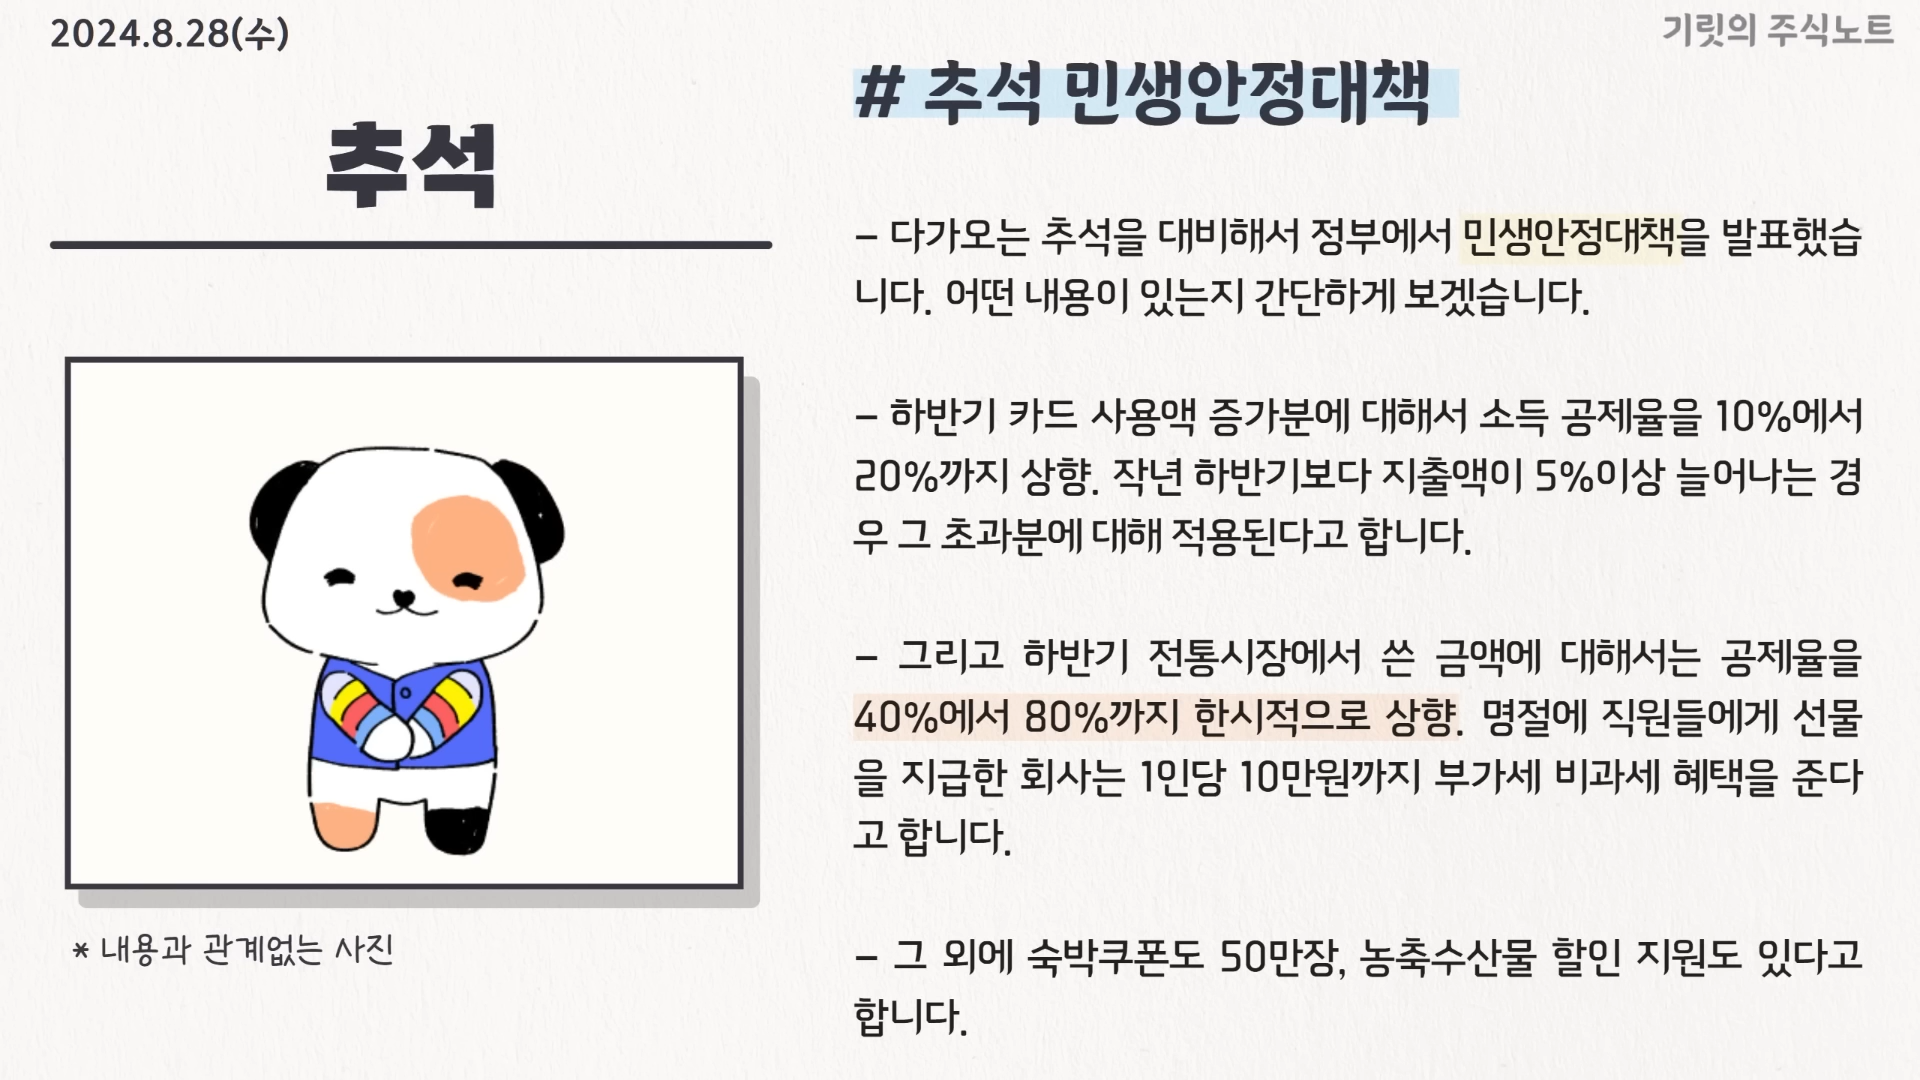 2024.8.28(수)
기릿의 주식노트
추석
* 내용과 관계없는 사진
# 추석 민생안정대책
– 다가오는 추석을 대비해서 정부에서 민생안정대책을 발표했습
니다. 어떤 내용이 있는지 간단하게 보겠습니다.
– 하반기 카드 사용액 증가분에 대해서 소득 공제율을 10%에서
20%까지 상향. 작년 하반기보다 지출액이 5%이상 늘어나는 경
우 그 초과분에 대해 적용된다고 합니다.
– 그리고 하반기 전통시장에서 쓴 금액에 대해서는 공제율을
40%에서 80%까지 한시적으로 상향. 명절에 직원들에게 선물
을 지급한 회사는 1인당 10만원까지 부가세 비과세 혜택을 준다
고 합니다.
– 그 외에 숙박쿠폰도 50만장, 농축수산물 할인 지원도 있다고
합니다.